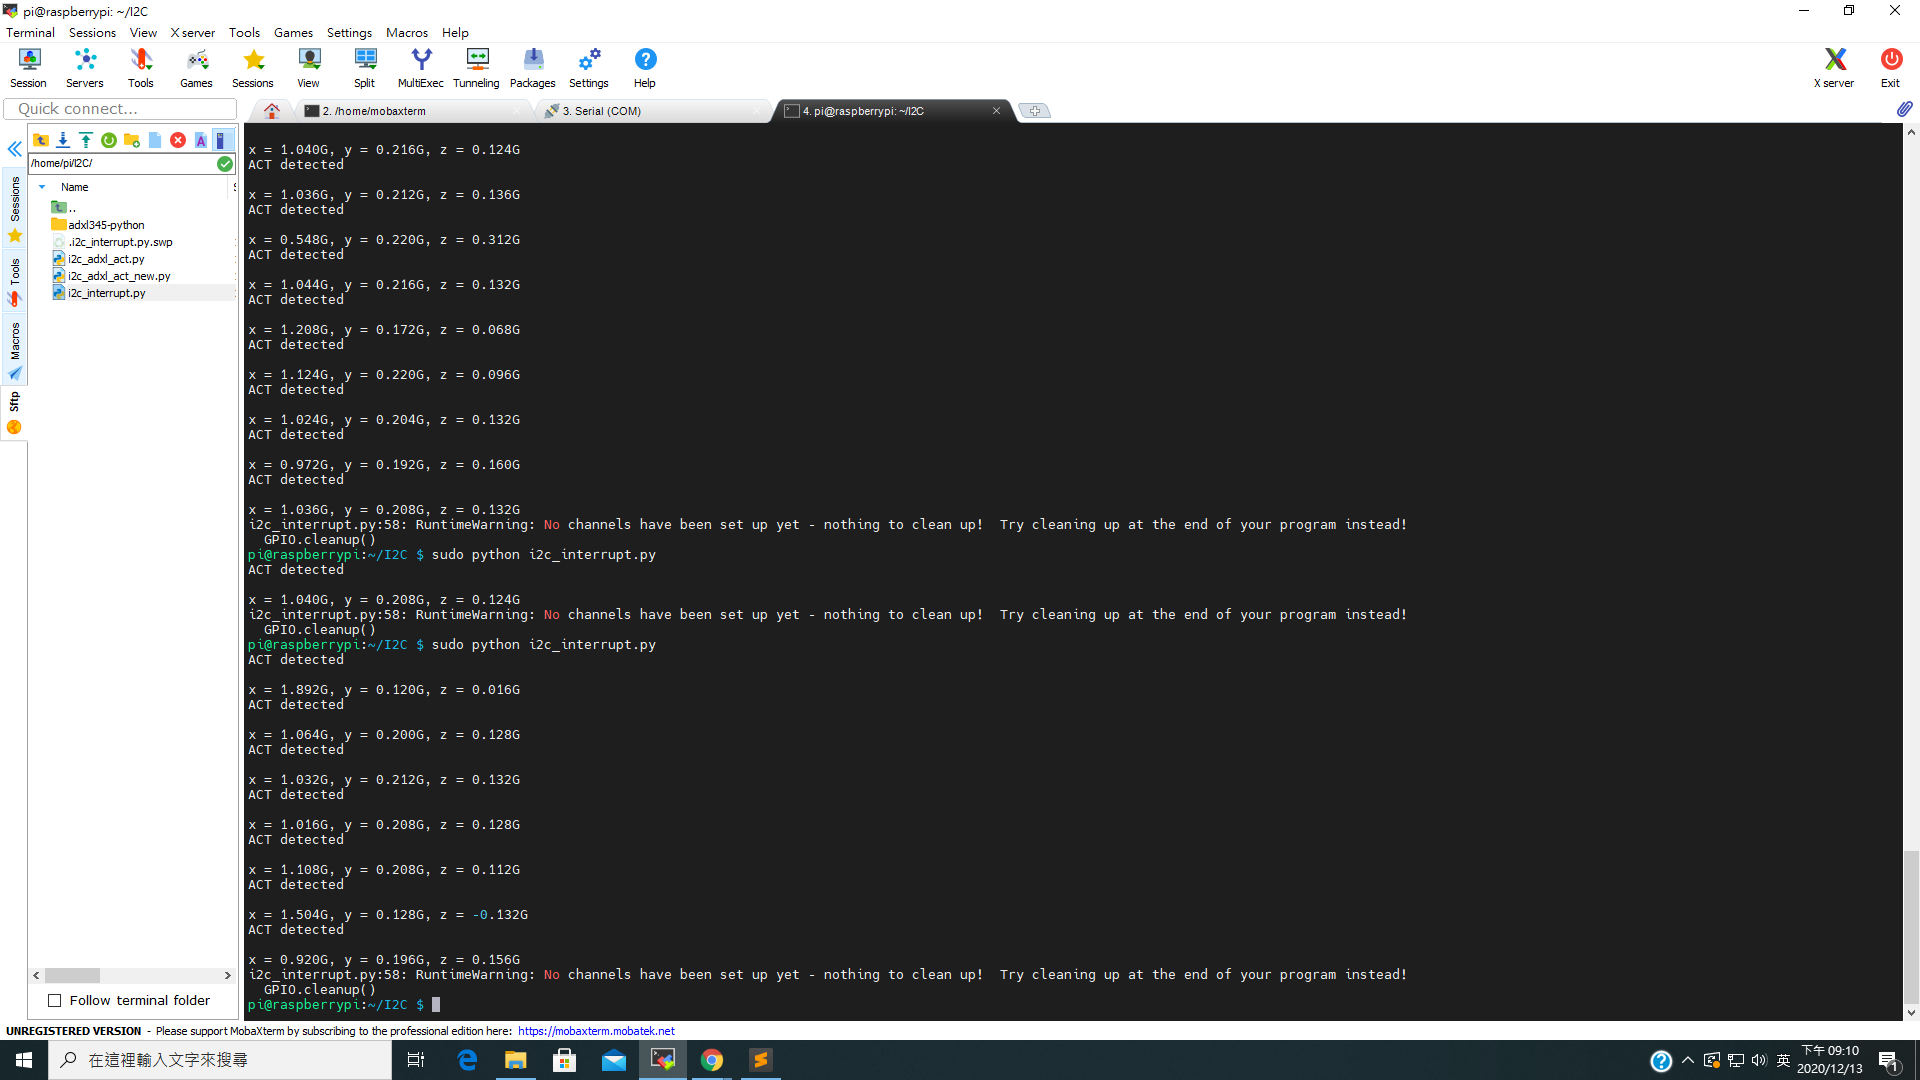 pi@raspberrypi: ~/I2C
Terminal Sessions View X server Tools Games Settings Macros Help
Session Servers Tools Games Sessions View Split MultiExec Tunneling Packages Settings Help X server Exit
Quick connect...
2. /home/mobaxterm
3. Serial (COM)
4. pi@raspberrypi: ~/I2C
/home/pi/I2C/
Name
..
adxl345-python
.i2c_interrupt.py.swp
i2c_adxl_act.py
i2c_adxl_act_new.py
i2c_interrupt.py
Sessions
Tools
Macros
Sftp
Follow terminal folder
x = 1.040G, y = 0.216G, z = 0.124G
ACT detected
x = 1.036G, y = 0.212G, z = 0.136G
ACT detected
x = 0.548G, y = 0.220G, z = 0.312G
ACT detected
x = 1.044G, y = 0.216G, z = 0.132G
ACT detected
x = 1.208G, y = 0.172G, z = 0.068G
ACT detected
x = 1.124G, y = 0.220G, z = 0.096G
ACT detected
x = 1.024G, y = 0.204G, z = 0.132G
ACT detected
x = 0.972G, y = 0.192G, z = 0.160G
ACT detected
x = 1.036G, y = 0.208G, z = 0.132G
i2c_interrupt.py:58: RuntimeWarning: No channels have been set up yet - nothing to clean up!  Try cleaning up at the end of your program instead!
GPIO.cleanup()
pi@raspberrypi:~/I2C $ sudo python i2c_interrupt.py
ACT detected
x = 1.040G, y = 0.208G, z = 0.124G
i2c_interrupt.py:58: RuntimeWarning: No channels have been set up yet - nothing to clean up!  Try cleaning up at the end of your program instead!
GPIO.cleanup()
pi@raspberrypi:~/I2C $ sudo python i2c_interrupt.py
ACT detected
x = 1.892G, y = 0.120G, z = 0.016G
ACT detected
x = 1.064G, y = 0.200G, z = 0.128G
ACT detected
x = 1.032G, y = 0.212G, z = 0.132G
ACT detected
x = 1.016G, y = 0.208G, z = 0.128G
ACT detected
x = 1.108G, y = 0.208G, z = 0.112G
ACT detected
x = 1.504G, y = 0.128G, z = -0.132G
ACT detected
x = 0.920G, y = 0.196G, z = 0.156G
i2c_interrupt.py:58: RuntimeWarning: No channels have been set up yet - nothing to clean up!  Try cleaning up at the end of your program instead!
GPIO.cleanup()
pi@raspberrypi:~/I2C $
UNREGISTERED VERSION - Please support MobaXterm by subscribing to the professional edition here: https://mobaxterm.mobatek.net
在這裡輸入文字來搜尋
英
下午 09:10
2020/12/13
1